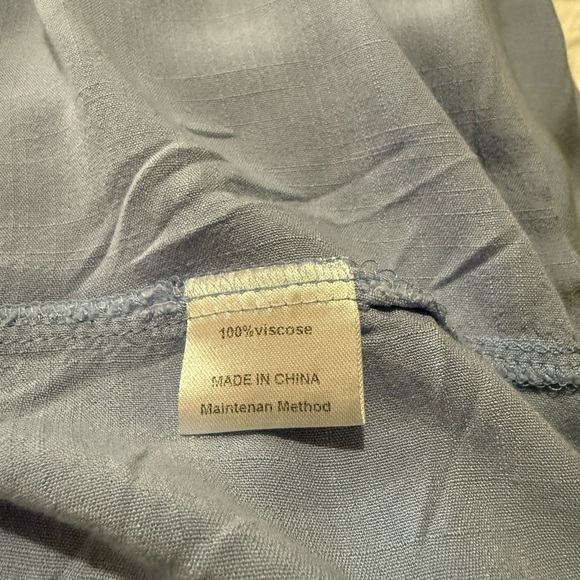 100%viscose
MADE IN CHINA
Maintenan Method